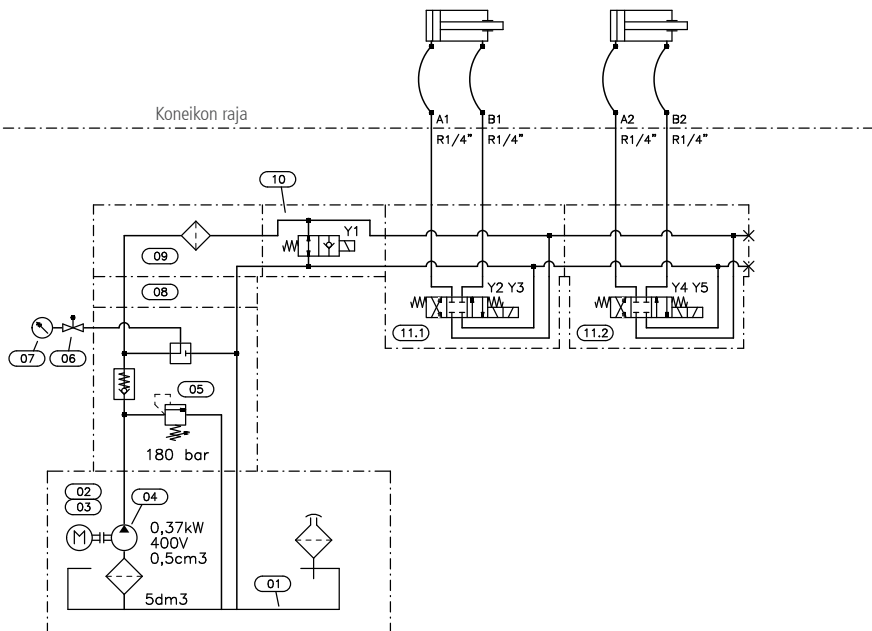 Koneikon raja
A1 B1 A2 B2
R1/4" R1/4" R1/4" R1/4"
10
Y1
09
08
Y2 Y3 Y4 Y5
11.1 11.2
07 06
05
180 bar
02
03
04
M
0,37kW
400V
0,5cm3
01
5dm3